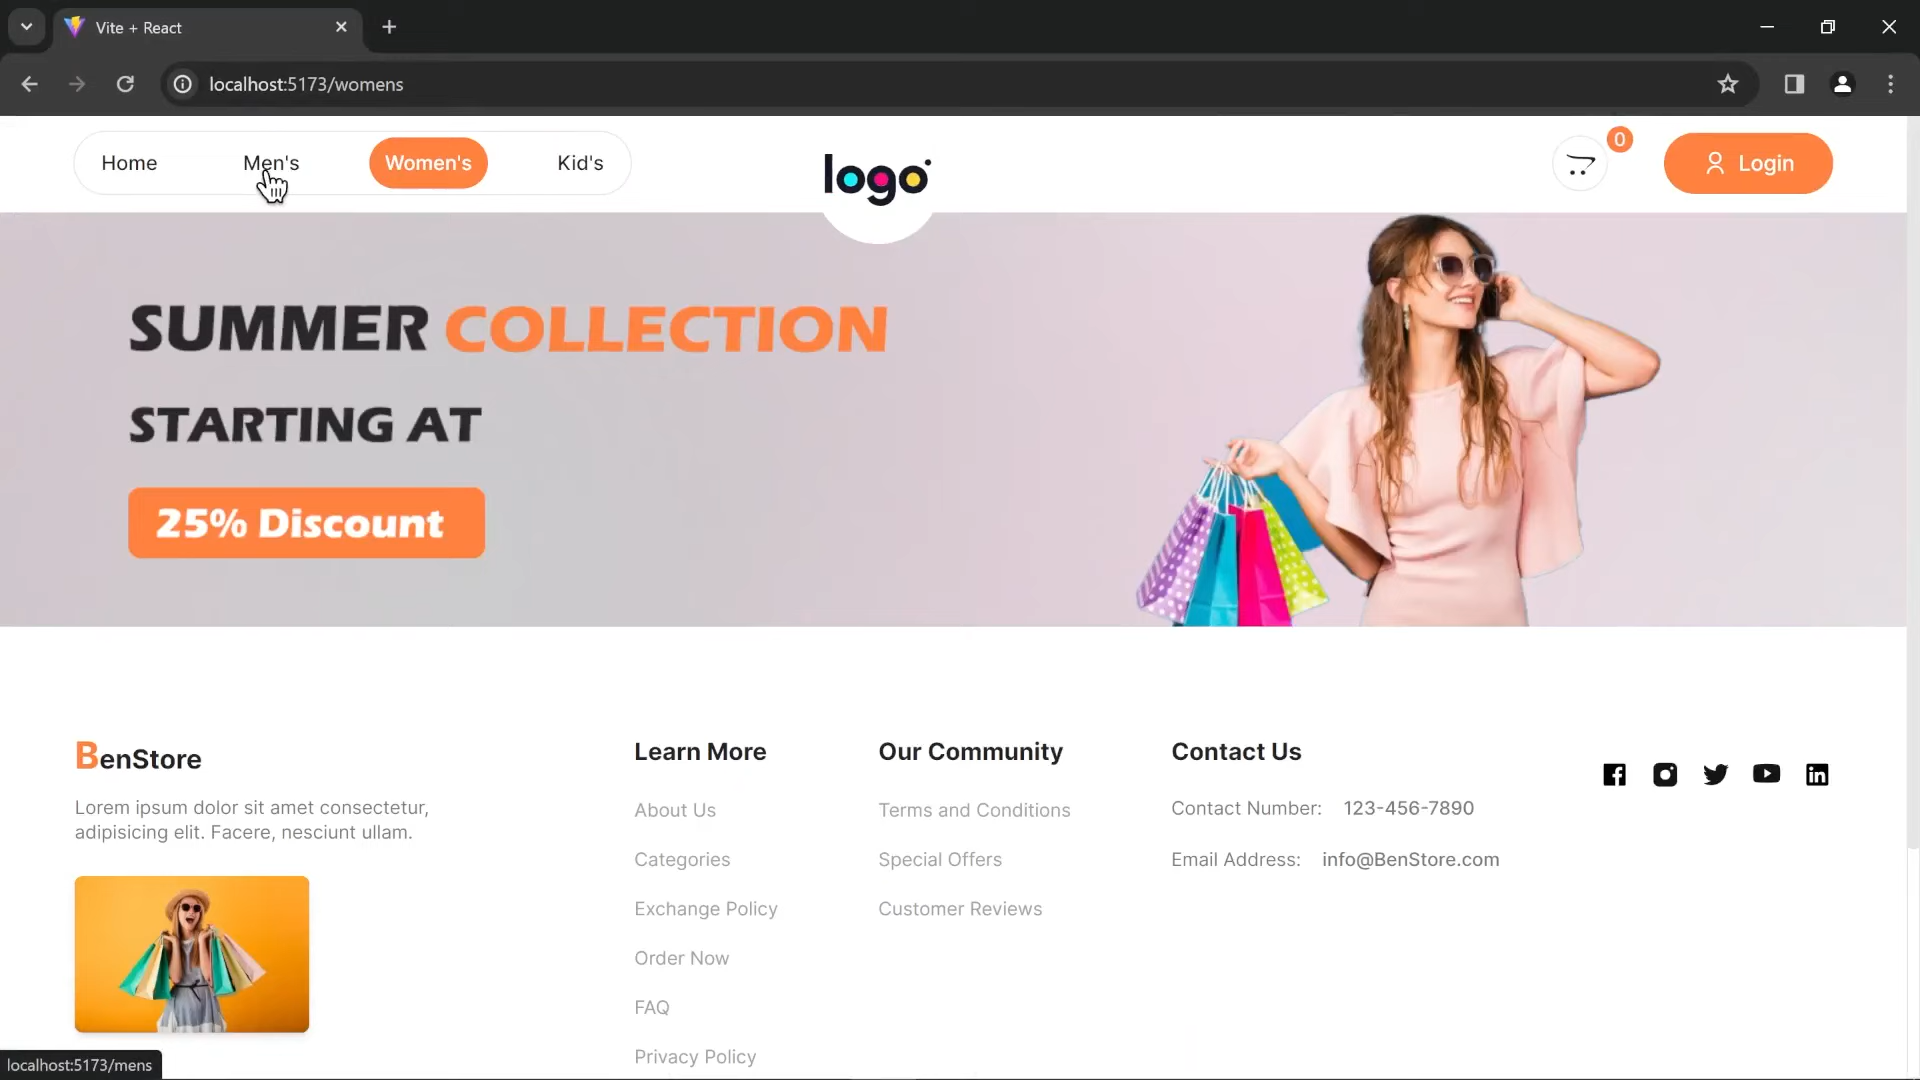 Vite + React
localhost:5173/womens
Home Men's Women's Kid's
logo
0
Login
SUMMER COLLECTION
STARTING AT
25% Discount
BenStore
Lorem ipsum dolor sit amet consectetur,
adipisicing elit. Facere, nesciunt ullam.
Learn More
About Us
Categories
Exchange Policy
Order Now
FAQ
Privacy Policy
Our Community
Terms and Conditions
Special Offers
Customer Reviews
Contact Us
Contact Number: 123-456-7890
Email Address: info@BenStore.com
localhost:5173/mens